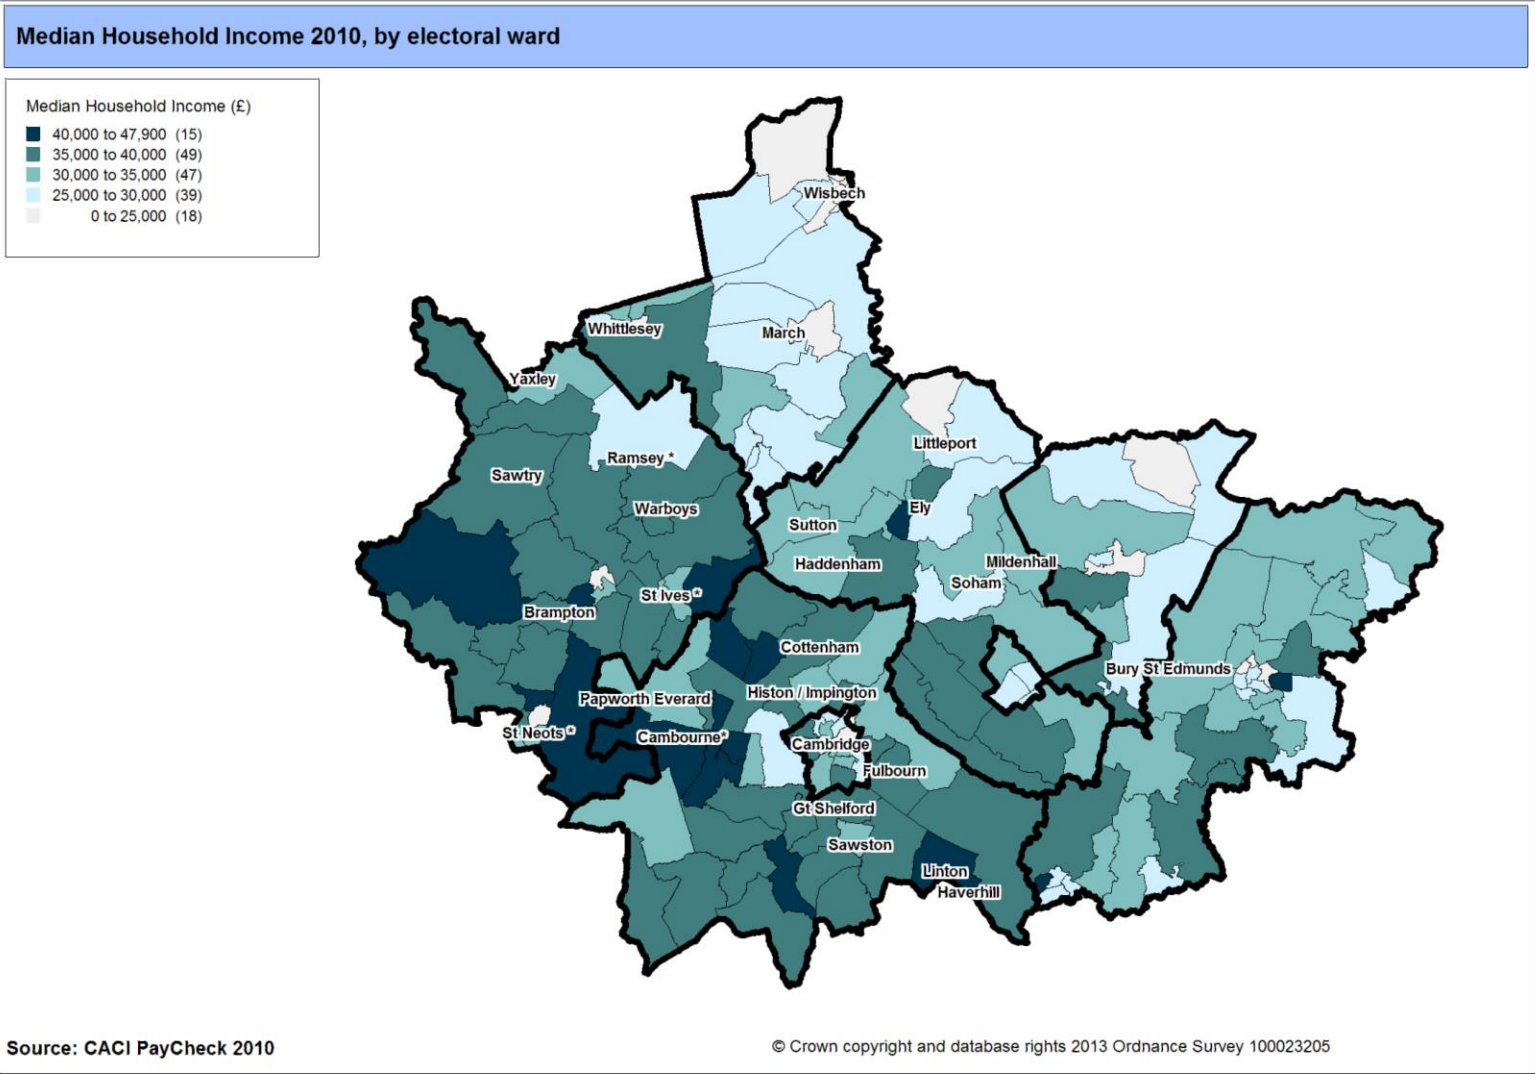 Median Household Income 2010, by electoral ward
Median Household Income (£)
40,000 to 47,900 (15)
35,000 to 40,000 (49)
30,000 to 35,000 (47)
25,000 to 30,000 (39)
0 to 25,000 (18)
Wisbech
Whittlesey
March
Yaxley
Littleport
Ramsey *
Sawtry
Warboys
Ely
Sutton
Haddenham
Mildenhall
Soham
St Ives *
Brampton
Cottenham
Bury St Edmunds
Papworth Everard
Histon / Impington
St Neots *
Cambourne*
Cambridge
Fulbourn
Gt Shelford
Sawston
Linton
Haverhill
Source: CACI PayCheck 2010
© Crown copyright and database rights 2013 Ordnance Survey 100023205